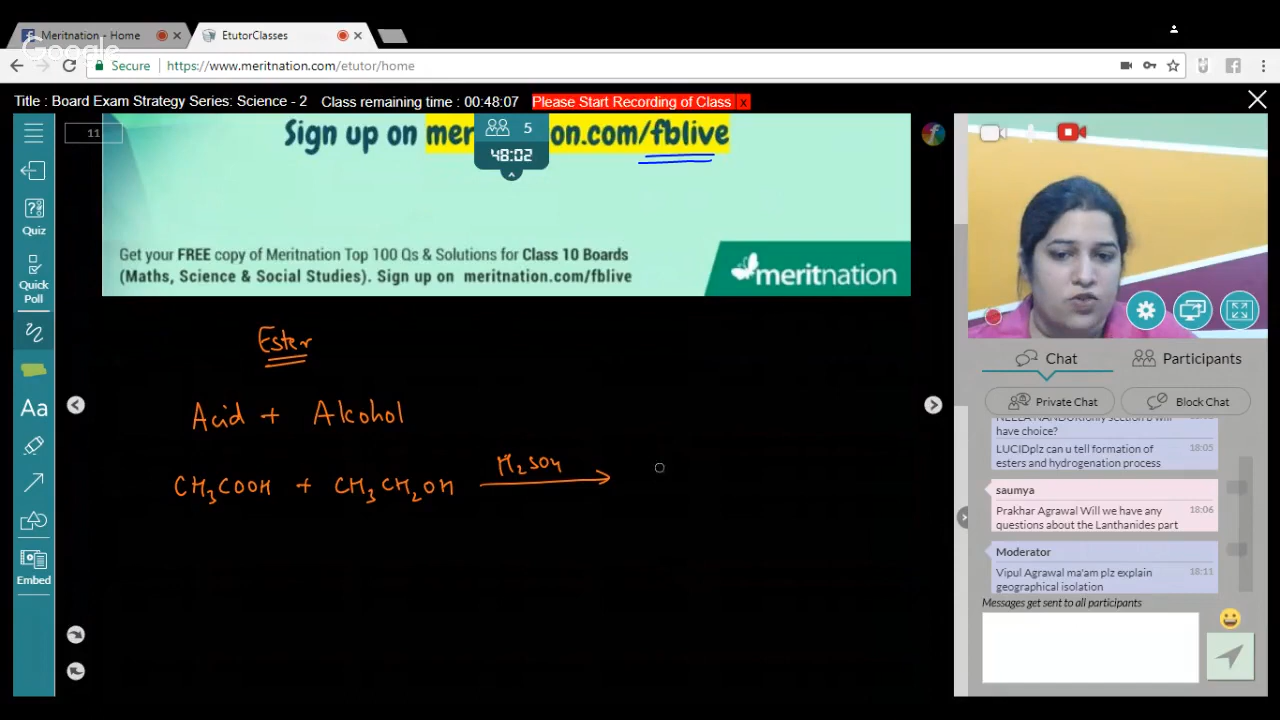 Meritnation - Home
EtutorClasses
Google
Secure
https://www.meritnation.com/etutor/home
Title : Board Exam Strategy Series: Science - 2 Class remaining time : 00:48:07 Please Start Recording of Class x
11
Sign up on mer on.com/fblive
5
48:02
Quiz
Quick
Poll
Aa
Embed
Get your FREE copy of Meritnation Top 100 Qs & Solutions for Class 10 Boards
(Maths, Science & Social Studies). Sign up on meritnation.com/fblive
meritnation
Ester
Acid + Alcohol
CH3COOH + CH3CH2OH H2SO4
Chat
Participants
Private Chat
Block Chat
have choice?
18:05
LUCIDplz can u tell formation of
esters and hydrogenation process
saumya
Prakhar Agrawal Will we have any 18:06
questions about the Lanthanides part
Moderator
Vipul Agrawal ma'am plz explain 18:11
geographical isolation
Messages get sent to all participants